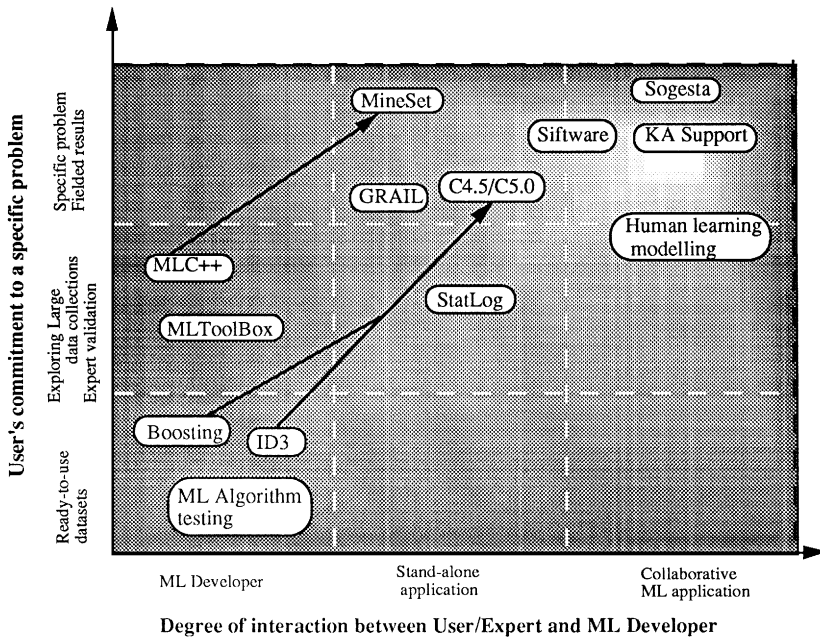 User's commitment to a specific problem
Specific problem
Fielded results
Exploring Large
data collections
Expert validation
Ready-to-use
datasets
MineSet
Sogesta
Siftware
KA Support
GRAIL
C4.5/C5.0
Human learning
modelling
MLC++
StatLog
MLToolBox
Boosting
ID3
ML Algorithm
testing
ML Developer
Stand-alone
application
Collaborative
ML application
Degree of interaction between User/Expert and ML Developer